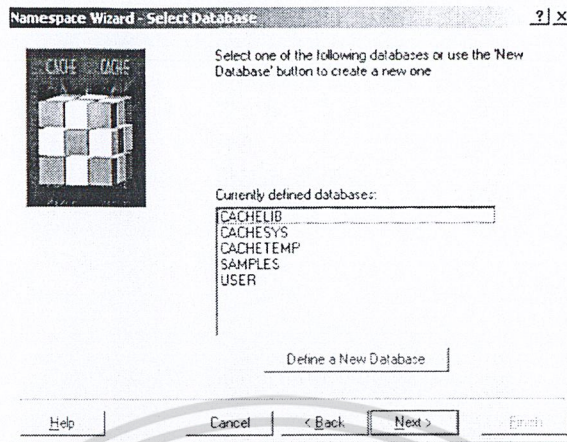 Namespace Wizard - Select Database
? x
CACHE CACHE
Select one of the following databases or use the 'New
Database' button to create a new one
Currently defined databases:
CACHELIB
CACHESYS
CACHETEMP
SAMPLES
USER
Define a New Database
Help
Cancel
< Back
Next >
Finish